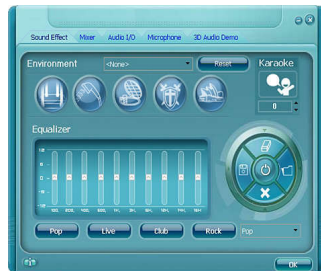 Sound Effect Mixer Audio I/O Microphone 3D Audio Demo
Environment <None> Reset Karaoke
0
Equalizer
Pop Live Club Rock Pop
OK